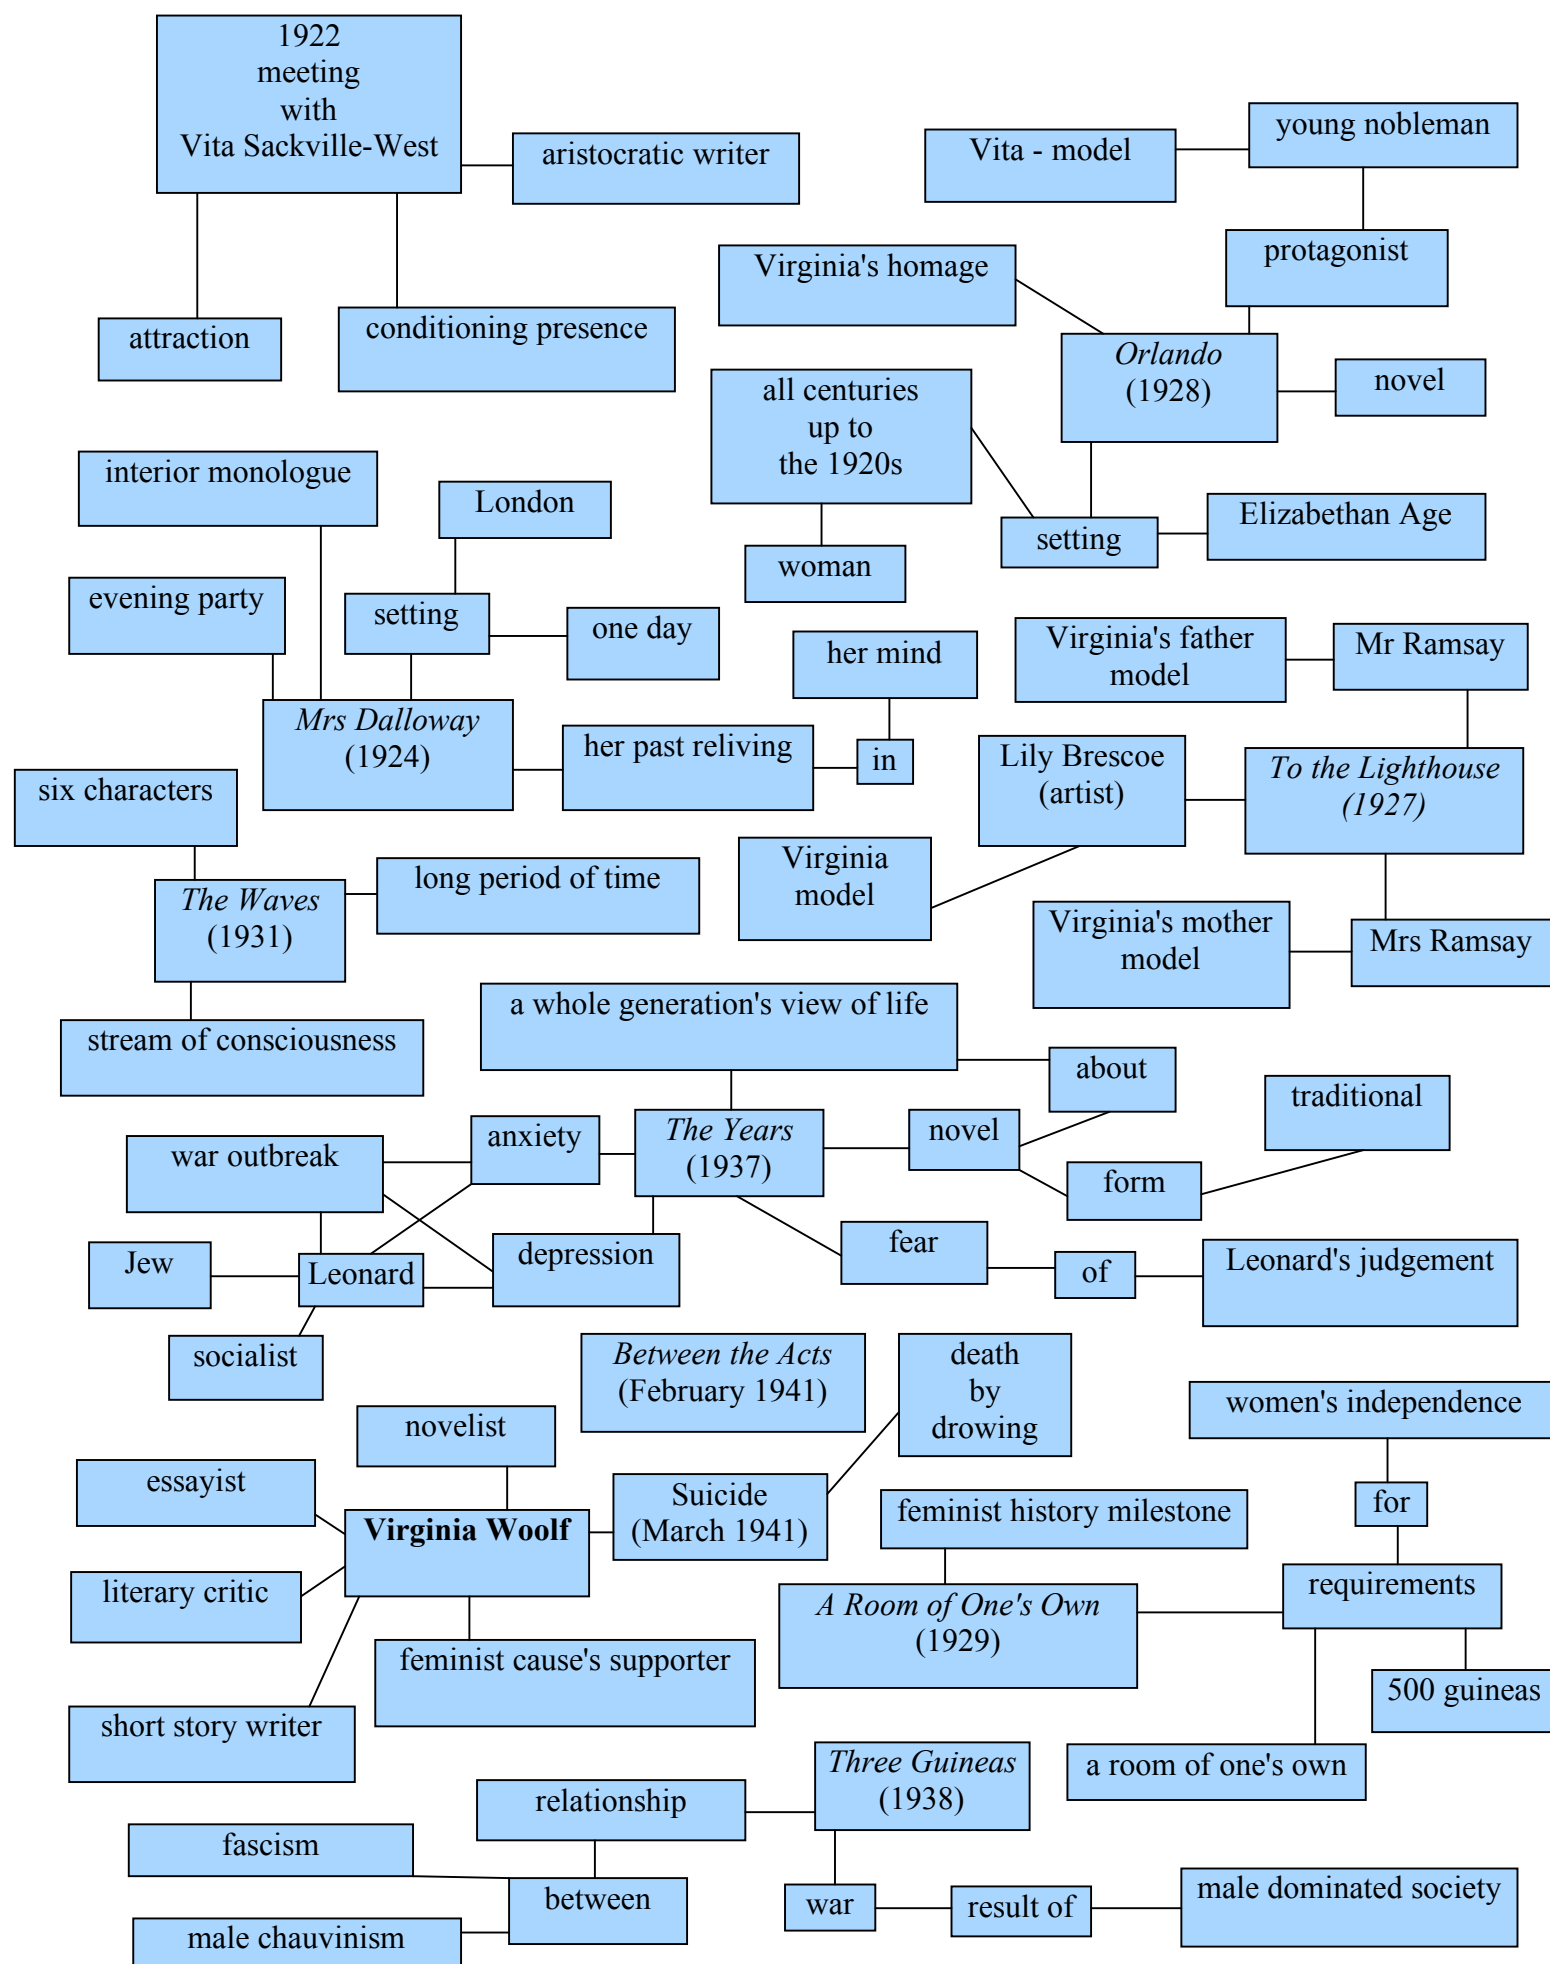 1922
meeting
with
Vita Sackville-West
aristocratic writer
attraction
conditioning presence
Vita - model
young nobleman
protagonist
Virginia's homage
Orlando
(1928)
novel
all centuries
up to
the 1920s
woman
setting
Elizabethan Age
interior monologue
London
evening party
setting
one day
Mrs Dalloway
(1924)
her past reliving
in
her mind
Virginia's father
model
Mr Ramsay
Lily Brescoe
(artist)
To the Lighthouse
(1927)
Virginia
model
Virginia's mother
model
Mrs Ramsay
six characters
The Waves
(1931)
long period of time
stream of consciousness
a whole generation's view of life
about
traditional
war outbreak
anxiety
The Years
(1937)
novel
form
Jew
Leonard
depression
fear
of
Leonard's judgement
socialist
Between the Acts
(February 1941)
death
by
drowing
women's independence
novelist
essayist
Virginia Woolf
Suicide
(March 1941)
feminist history milestone
for
literary critic
A Room of One's Own
(1929)
requirements
feminist cause's supporter
500 guineas
short story writer
a room of one's own
Three Guineas
(1938)
relationship
fascism
between
male chauvinism
war
result of
male dominated society